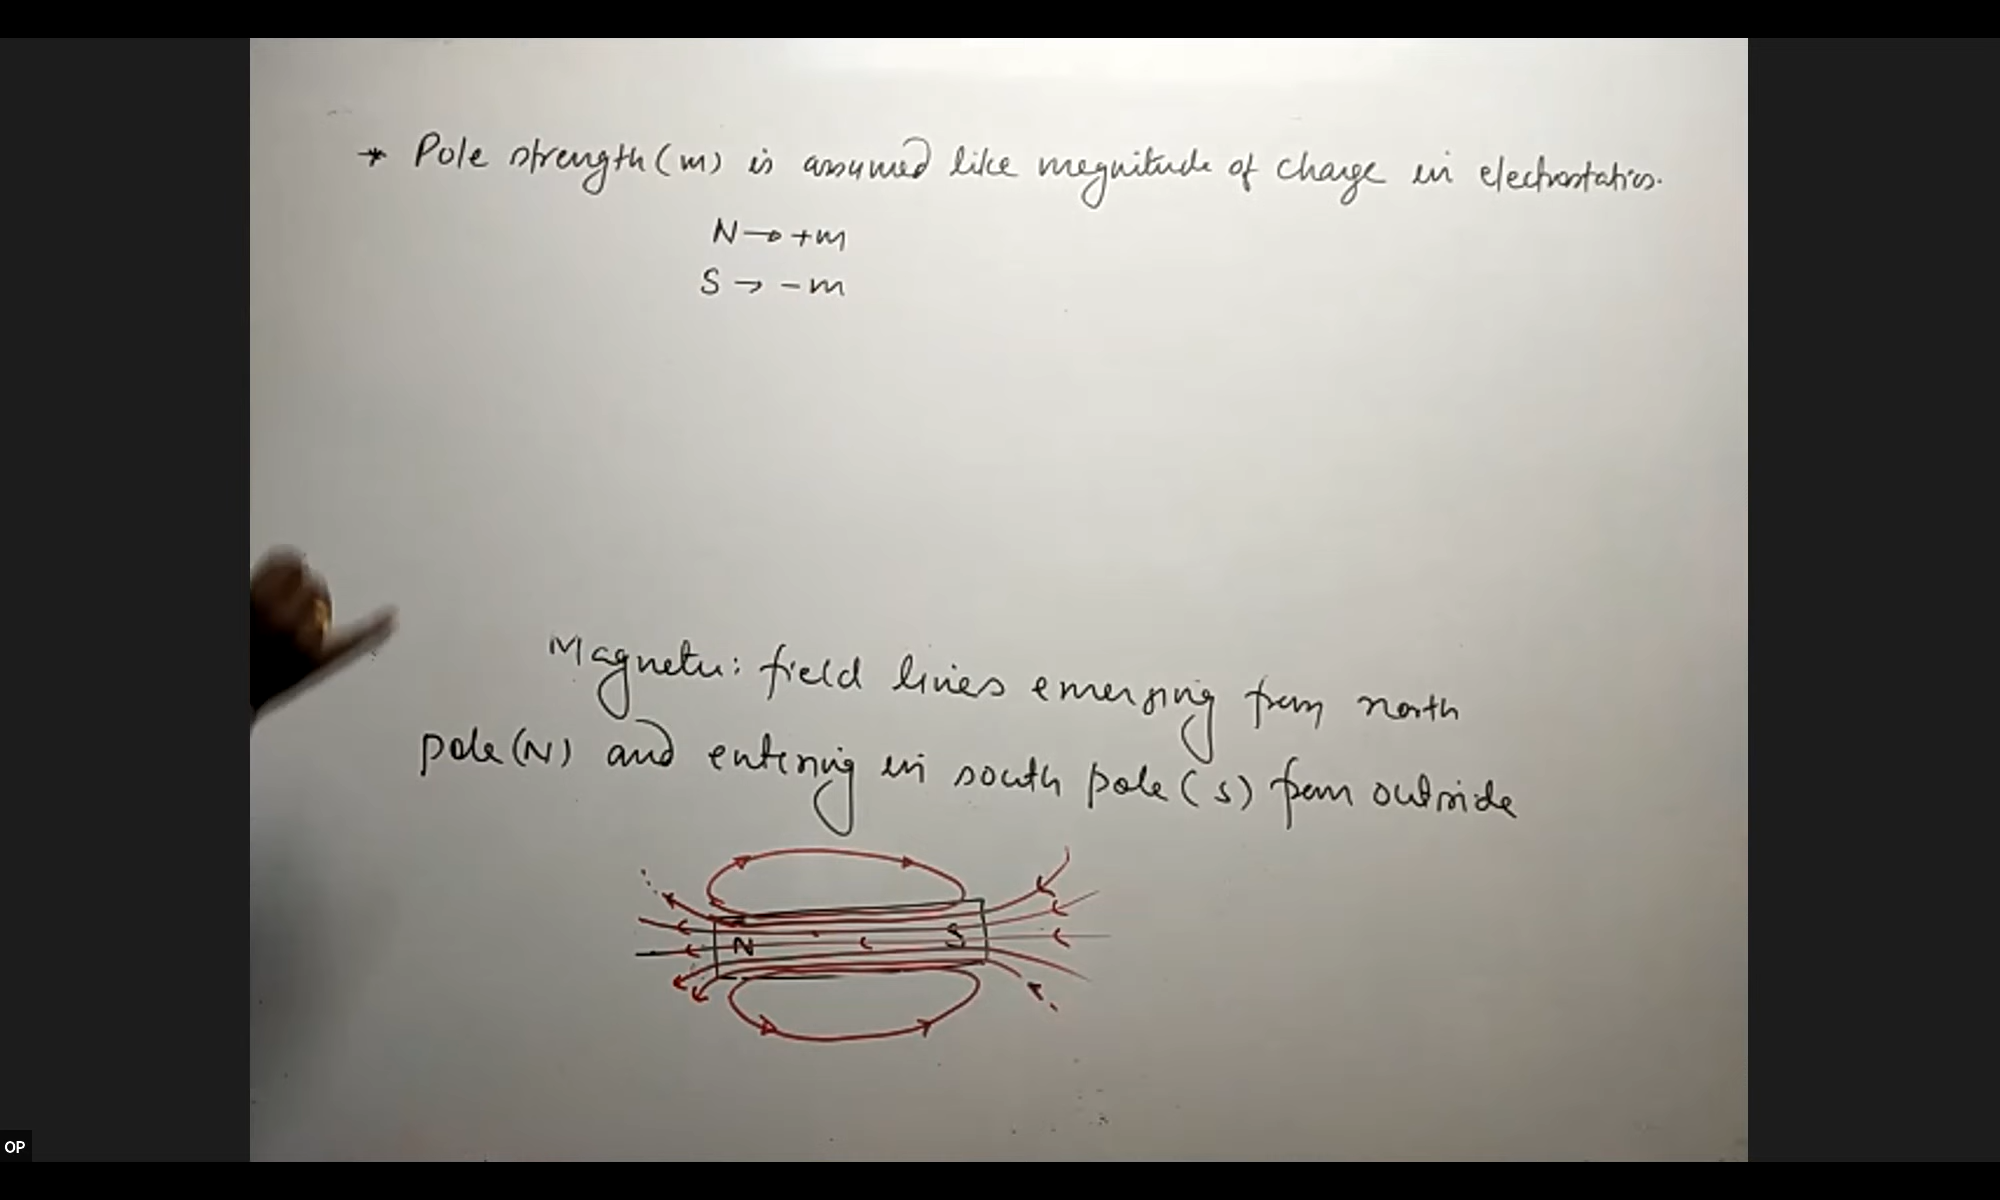 * Pole strength (m) is assumed like megnitude of charge in electrostatics.
N → +m
S → -m
Magnetic field lines emerging from north
pole (N) and entering in south pole (S) from outside
N S
OP